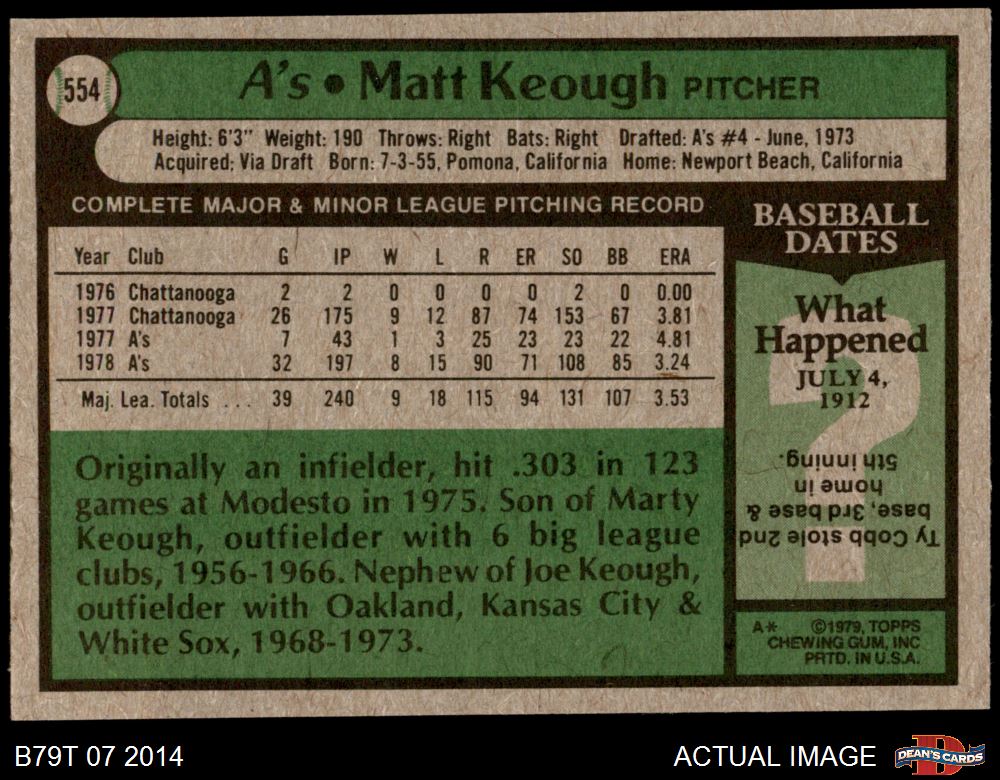 554
A's • Matt Keough PITCHER
Height: 6'3" Weight: 190 Throws: Right Bats: Right Drafted: A's #4 - June, 1973
Acquired: Via Draft Born: 7-3-55, Pomona, California Home: Newport Beach, California
COMPLETE MAJOR & MINOR LEAGUE PITCHING RECORD
Year Club G IP W L R ER SO BB ERA
1976 Chattanooga 2 2 0 0 0 0 2 0 0.00
1977 Chattanooga 26 175 9 12 87 74 153 67 3.81
1977 A's 7 43 1 3 25 23 23 22 4.81
1978 A's 32 197 8 15 90 71 108 85 3.24
Maj. Lea. Totals ... 39 240 9 18 115 94 131 107 3.53
Originally an infielder, hit .303 in 123
games at Modesto in 1975. Son of Marty
Keough, outfielder with 6 big league
clubs, 1956-1966. Nephew of Joe Keough,
outfielder with Oakland, Kansas City &
White Sox, 1968-1973.
BASEBALL
DATES
What
Happened
JULY 4,
1912
?
Ty Cobb stole 2nd
base, 3rd base &
home in
5th inning.
A* ©1979, TOPPS
CHEWING GUM, INC
PRTD. IN U.S.A.
B79T 07 2014
ACTUAL IMAGE
D
DEAN'S CARDS